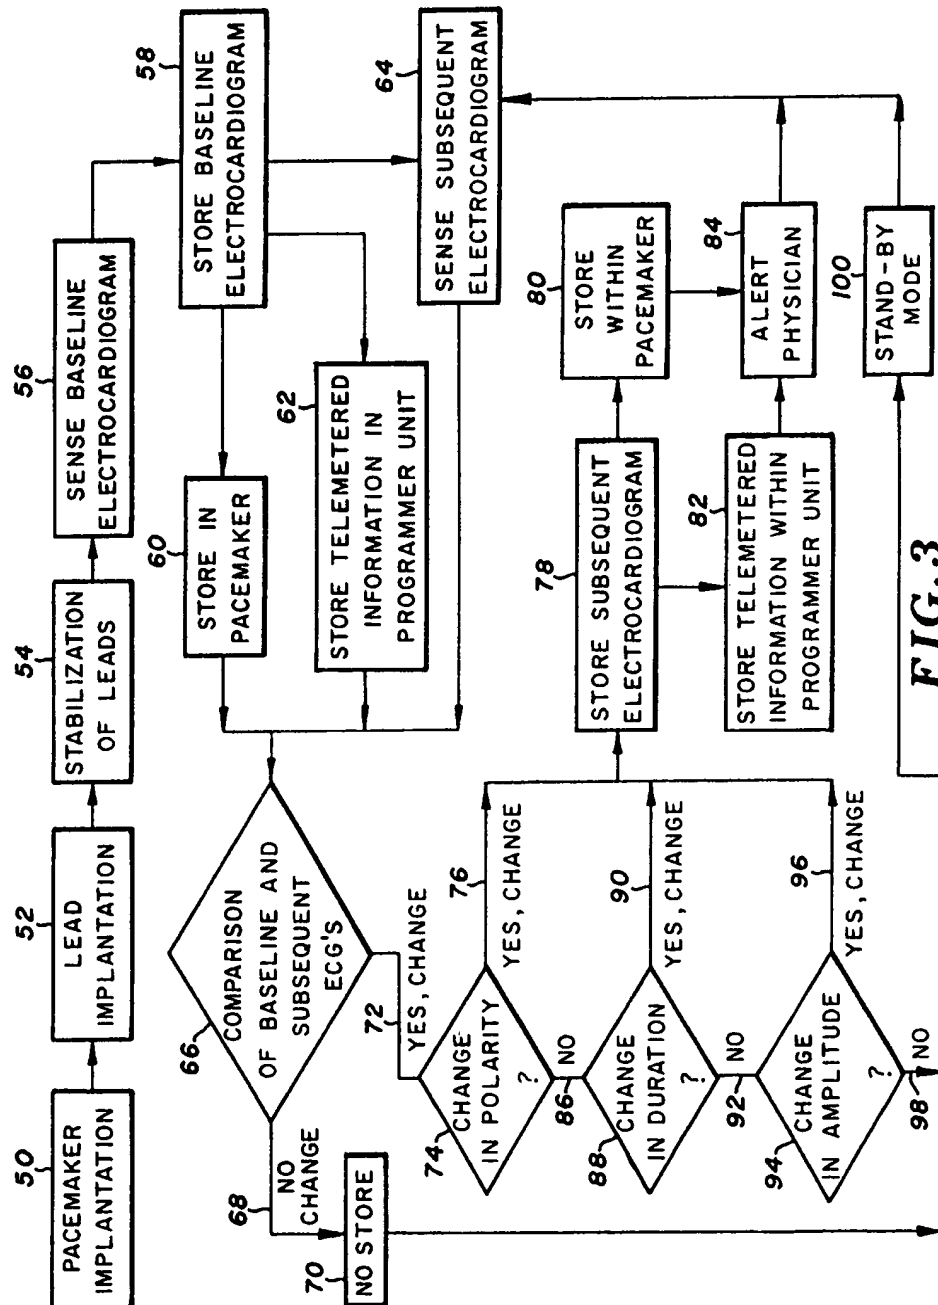 50
PACEMAKER
IMPLANTATION
52
LEAD
IMPLANTATION
54
STABILIZATION
OF LEADS
56
SENSE BASELINE
ELECTROCARDIOGRAM
58
STORE BASELINE
ELECTROCARDIOGRAM
60
STORE IN
PACEMAKER
62
STORE TELEMETERED
INFORMATION IN
PROGRAMMER UNIT
64
SENSE SUBSEQUENT
ELECTROCARDIOGRAM
66
COMPARISON
OF BASELINE AND
SUBSEQUENT
ECG'S
68
NO
CHANGE
70
NO STORE
72
YES, CHANGE
74
CHANGE
IN POLARITY
?
76
YES, CHANGE
78
STORE SUBSEQUENT
ELECTROCARDIOGRAM
80
STORE
WITHIN
PACEMAKER
82
STORE TELEMETERED
INFORMATION WITHIN
PROGRAMMER UNIT
84
ALERT
PHYSICIAN
86
NO
88
CHANGE
IN DURATION
?
90
YES, CHANGE
92
NO
94
CHANGE
IN AMPLITUDE
?
96
YES, CHANGE
98
NO
100
STAND-BY
MODE
FIG.3